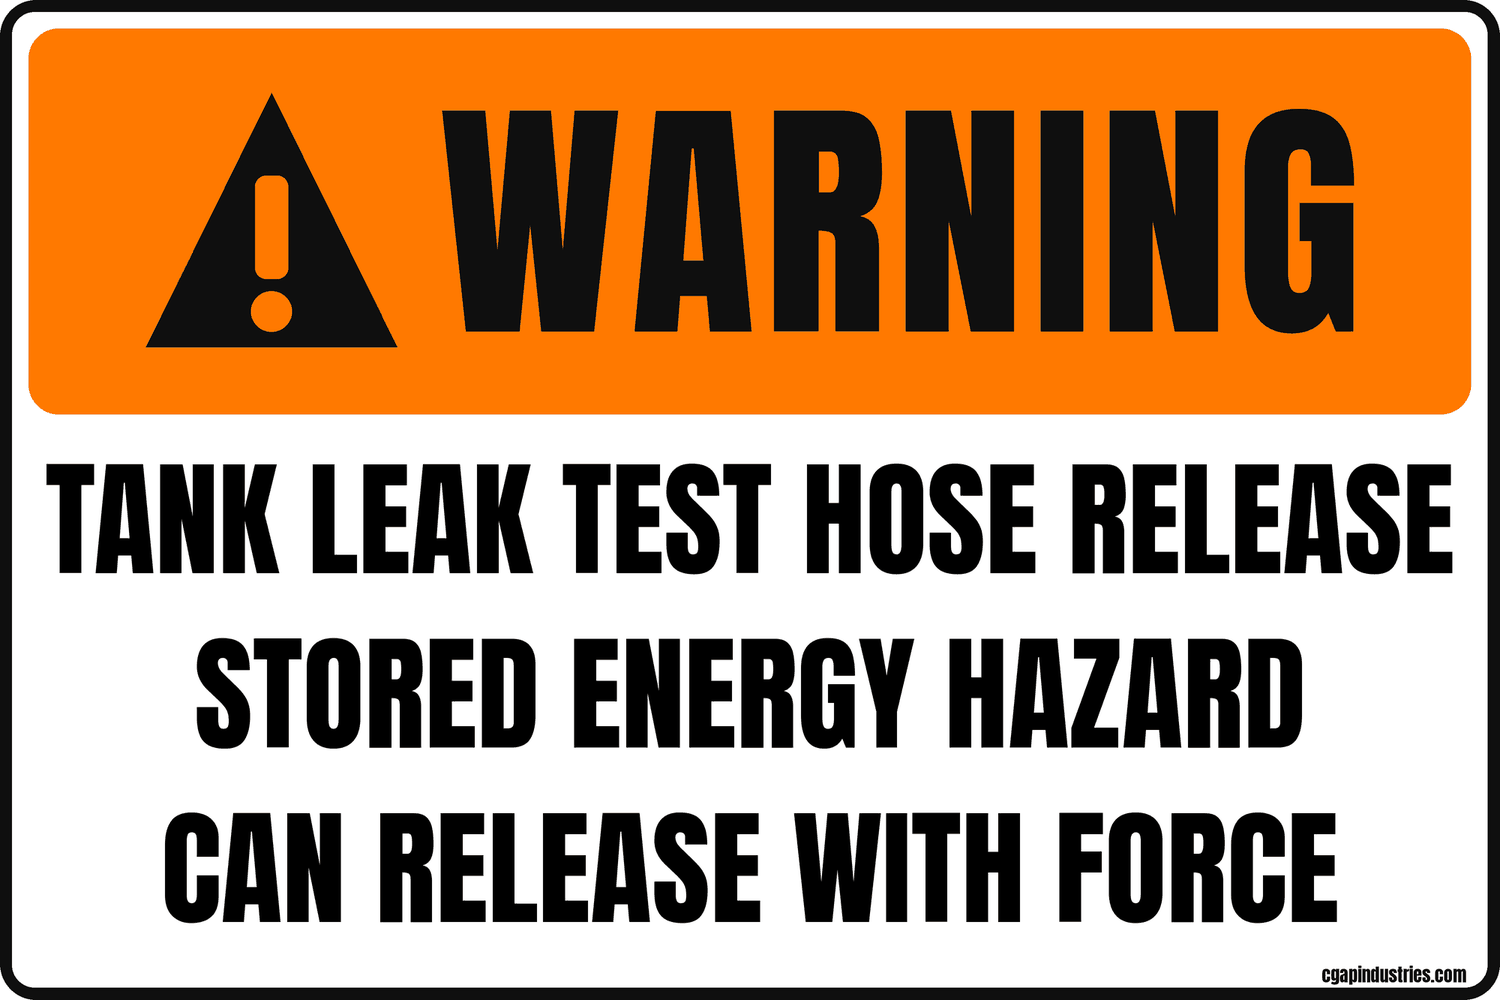 WARNING
TANK LEAK TEST HOSE RELEASE
STORED ENERGY HAZARD
CAN RELEASE WITH FORCE
cgapindustries.com